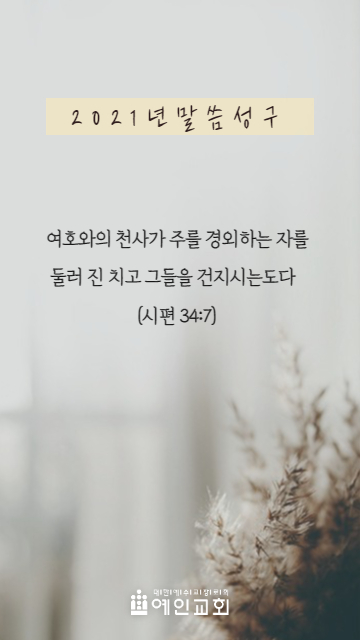 2021년말씀성구
여호와의 천사가 주를 경외하는 자를
둘러 진 치고 그들을 건지시는도다
(시편 34:7)
예인교회